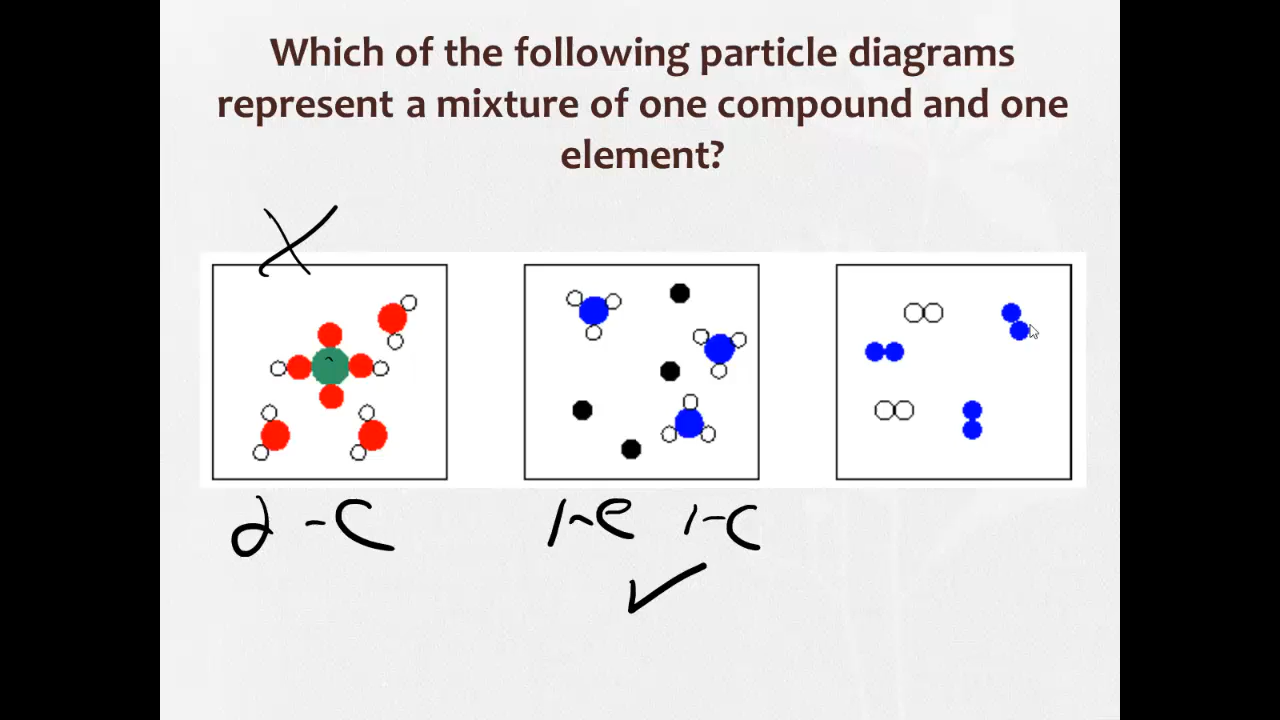 Which of the following particle diagrams
represent a mixture of one compound and one
element?
X
2-C 1-e 1-C